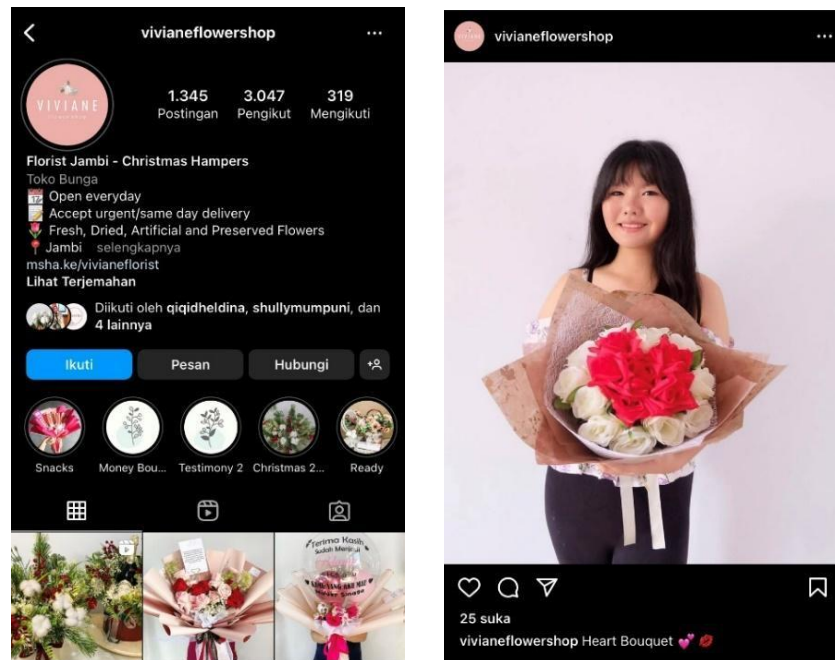 vivianeflowershop
VIVIANE
1.345 3.047 319
Postingan Pengikut Mengikuti
Florist Jambi - Christmas Hampers
Toko Bunga
Open everyday
Accept urgent/same day delivery
Fresh, Dried, Artificial and Preserved Flowers
Jambi selengkapnya
msha.ke/vivianeflorist
Lihat Terjemahan
Diikuti oleh qiqidheldina, shullymumpuni, dan
4 lainnya
Ikuti Pesan Hubungi
Snacks Money Bou... Testimony 2 Christmas 2... Ready
Terima Kasih
vivianeflowershop
25 suka
vivianeflowershop Heart Bouquet